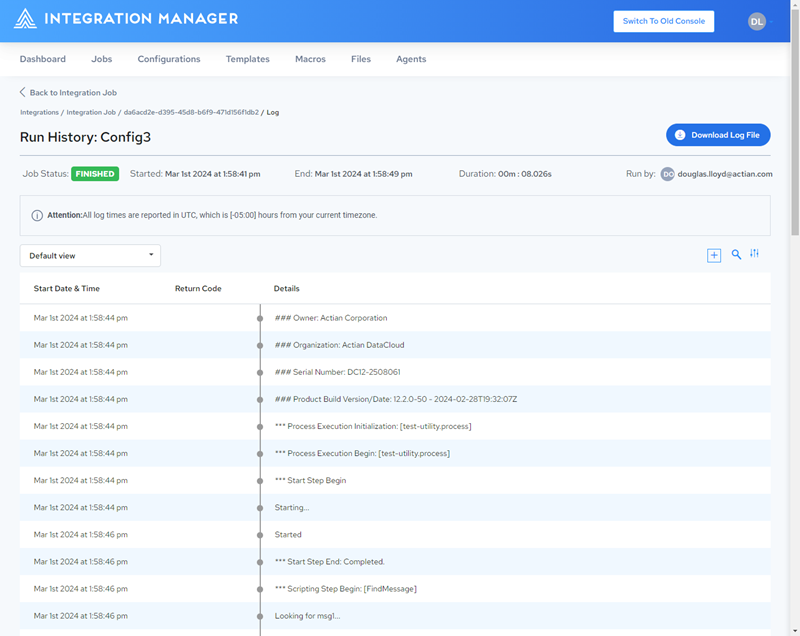 INTEGRATION MANAGER
Switch To Old Console
DL
Dashboard Jobs Configurations Templates Macros Files Agents
Back to Integration Job
Integrations / Integration Job / da6acd2e-d395-45d8-b6f9-471d156f1db2 / Log
Run History: Config3
Download Log File
Job Status: FINISHED Started: Mar 1st 2024 at 1:58:41 pm End: Mar 1st 2024 at 1:58:49 pm Duration: 00m : 08.026s Run by: DC douglas.lloyd@actian.com
Attention:All log times are reported in UTC, which is [-05:00] hours from your current timezone.
Default view
Start Date & Time Return Code Details
Mar 1st 2024 at 1:58:44 pm ### Owner: Actian Corporation
Mar 1st 2024 at 1:58:44 pm ### Organization: Actian DataCloud
Mar 1st 2024 at 1:58:44 pm ### Serial Number: DC12-2508061
Mar 1st 2024 at 1:58:44 pm ### Product Build Version/Date: 12.2.0-50 - 2024-02-28T19:32:07Z
Mar 1st 2024 at 1:58:44 pm *** Process Execution Initialization: [test-utility.process]
Mar 1st 2024 at 1:58:44 pm *** Process Execution Begin: [test-utility.process]
Mar 1st 2024 at 1:58:44 pm *** Start Step Begin
Mar 1st 2024 at 1:58:44 pm Starting...
Mar 1st 2024 at 1:58:46 pm Started
Mar 1st 2024 at 1:58:46 pm *** Start Step End: Completed.
Mar 1st 2024 at 1:58:46 pm *** Scripting Step Begin: [FindMessage]
Mar 1st 2024 at 1:58:46 pm Looking for msg1...